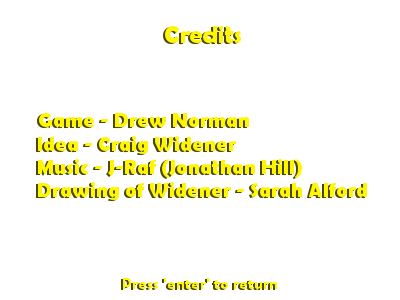 Credits
Game - Drew Norman
Idea - Craig Widener
Music - J-Raf (Jonathan Hill)
Drawing of Widener - Sarah Alford
Press 'enter' to return